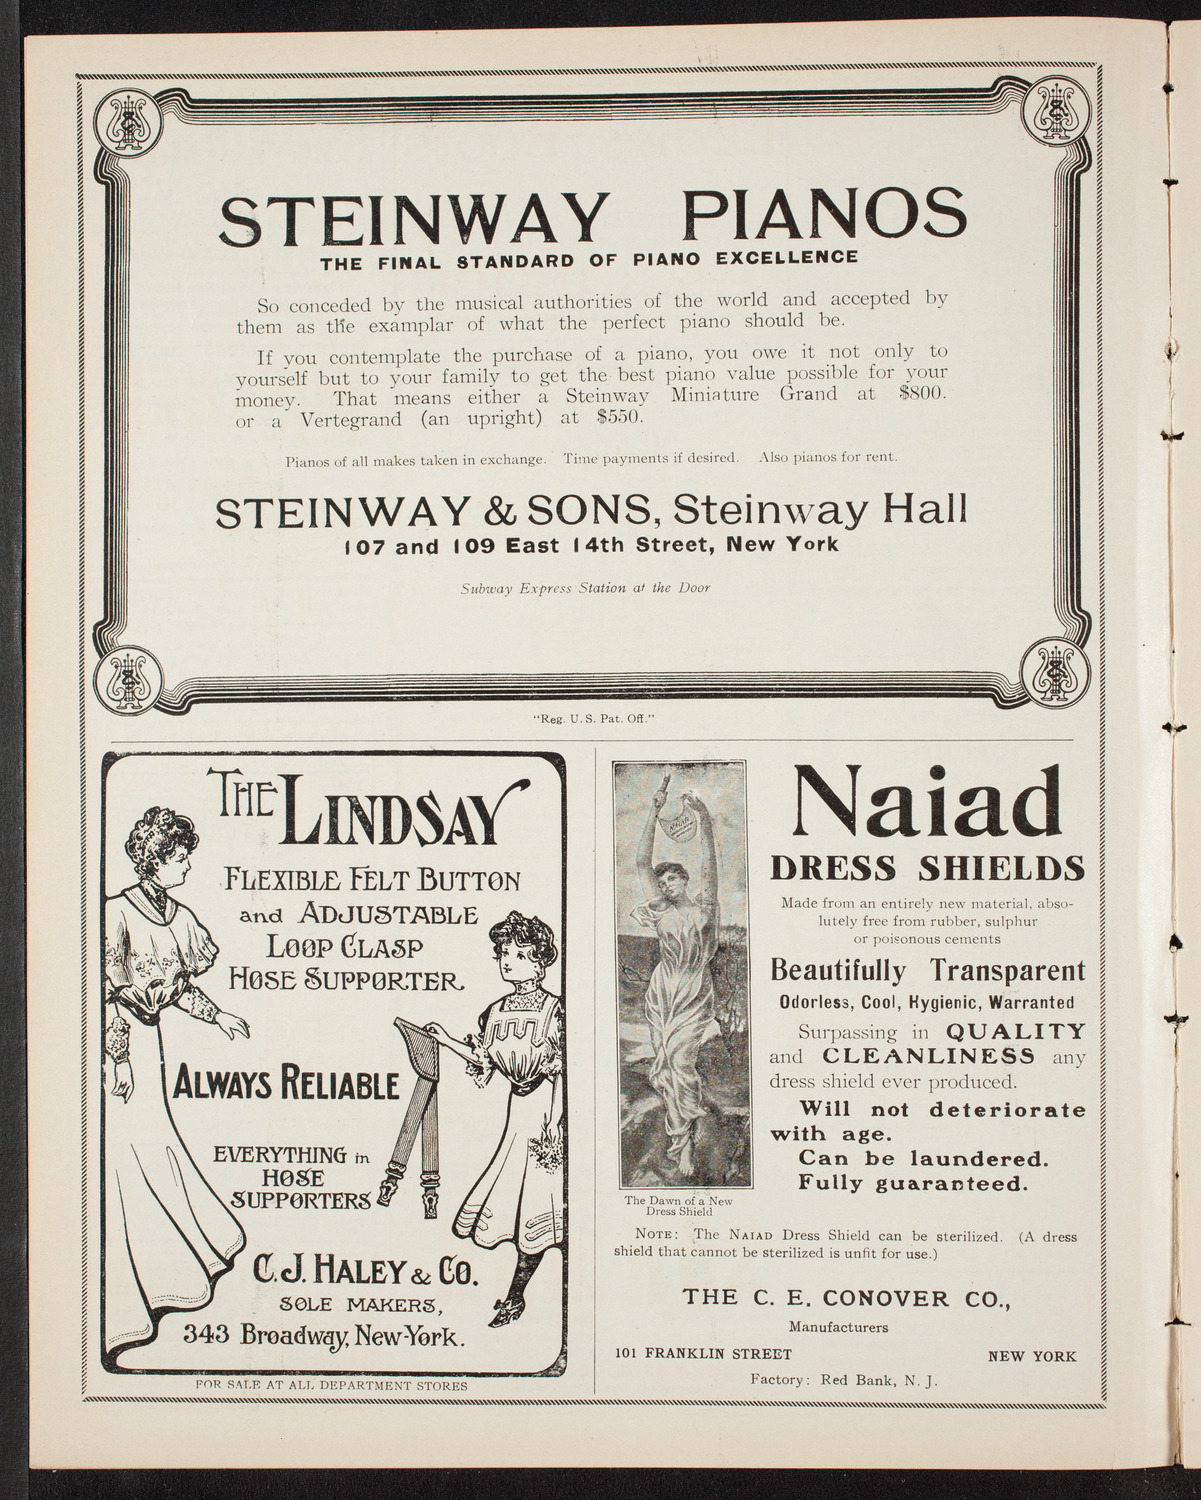 STEINWAY PIANOS
THE FINAL STANDARD OF PIANO EXCELLENCE
So conceded by the musical authorities of the world and accepted by
them as the examplar of what the perfect piano should be.
If you contemplate the purchase of a piano, you owe it not only to
yourself but to your family to get the best piano value possible for your
money. That means either a Steinway Miniature Grand at $800.
or a Vertegrand (an upright) at $550.
Pianos of all makes taken in exchange. Time payments if desired. Also pianos for rent.
STEINWAY & SONS, Steinway Hall
107 and 109 East 14th Street, New York
Subway Express Station at the Door
"Reg. U. S. Pat. Off."
THE LINDSAY
FLEXIBLE FELT BUTTON
and ADJUSTABLE
LOOP CLASP
HOSE SUPPORTER
ALWAYS RELIABLE
EVERYTHING in
HOSE
SUPPORTERS
C. J. HALEY & CO.
SOLE MAKERS,
343 Broadway, New-York.
FOR SALE AT ALL DEPARTMENT STORES
NAIAD
The Dawn of a New
Dress Shield
Naiad
DRESS SHIELDS
Made from an entirely new material, abso-
lutely free from rubber, sulphur
or poisonous cements
Beautifully Transparent
Odorless, Cool, Hygienic, Warranted
Surpassing in QUALITY
and CLEANLINESS any
dress shield ever produced.
Will not deteriorate
with age.
Can be laundered.
Fully guaranteed.
NOTE: The NAIAD Dress Shield can be sterilized. (A dress
shield that cannot be sterilized is unfit for use.)
THE C. E. CONOVER CO.,
Manufacturers
101 FRANKLIN STREET NEW YORK
Factory: Red Bank, N. J.